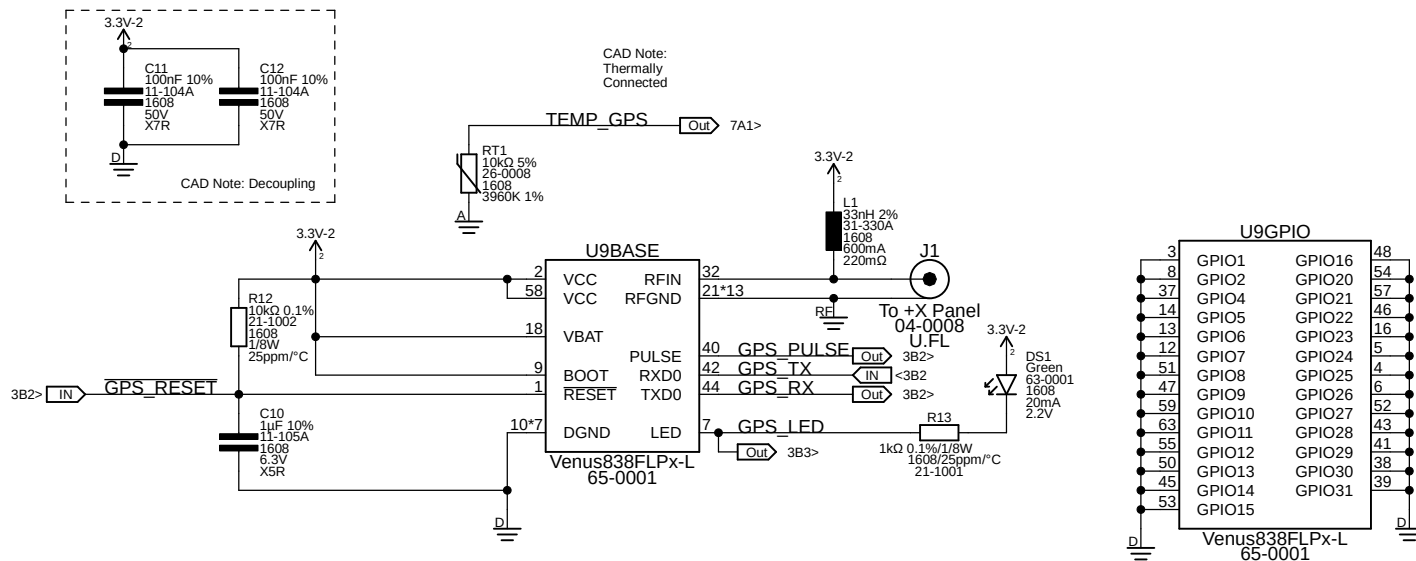 3.3V-2
2
C11
100nF 10%
11-104A
1608
50V
X7R
C12
100nF 10%
11-104A
1608
50V
X7R
D
CAD Note: Decoupling
CAD Note:
Thermally
Connected
TEMP_GPS
Out
7A1>
RT1
10kΩ 5%
26-0008
1608
3960K 1%
A
3.3V-2
2
L1
33nH 2%
31-330A
1608
600mA
220mΩ
J1
To +X Panel
04-0008
U.FL
RF
3.3V-2
2
R12
10kΩ 0.1%
21-1002
1608
1/8W
25ppm/°C
3B2>
IN
GPS_RESET
C10
1µF 10%
11-105A
1608
6.3V
X5R
D
U9BASE
2 VCC RFIN 32
58 VCC RFGND 21*13
18 VBAT
PULSE 40 GPS_PULSE Out 3B2>
9 BOOT RXD0 42 GPS_TX IN <3B2
1 RESET TXD0 44 GPS_RX Out 3B2>
10*7 DGND LED 7 GPS_LED
Out 3B3>
Venus838FLPx-L
65-0001
R13
1kΩ 0.1%/1/8W
1608/25ppm/°C
21-1001
3.3V-2
2
DS1
Green
63-0001
1608
20mA
2.2V
U9GPIO
3 GPIO1 GPIO16 48
8 GPIO2 GPIO20 54
37 GPIO4 GPIO21 57
14 GPIO5 GPIO22 46
13 GPIO6 GPIO23 16
12 GPIO7 GPIO24 5
51 GPIO8 GPIO25 4
47 GPIO9 GPIO26 6
59 GPIO10 GPIO27 52
63 GPIO11 GPIO28 43
55 GPIO12 GPIO29 41
50 GPIO13 GPIO30 38
45 GPIO14 GPIO31 39
53 GPIO15
D
D
Venus838FLPx-L
65-0001